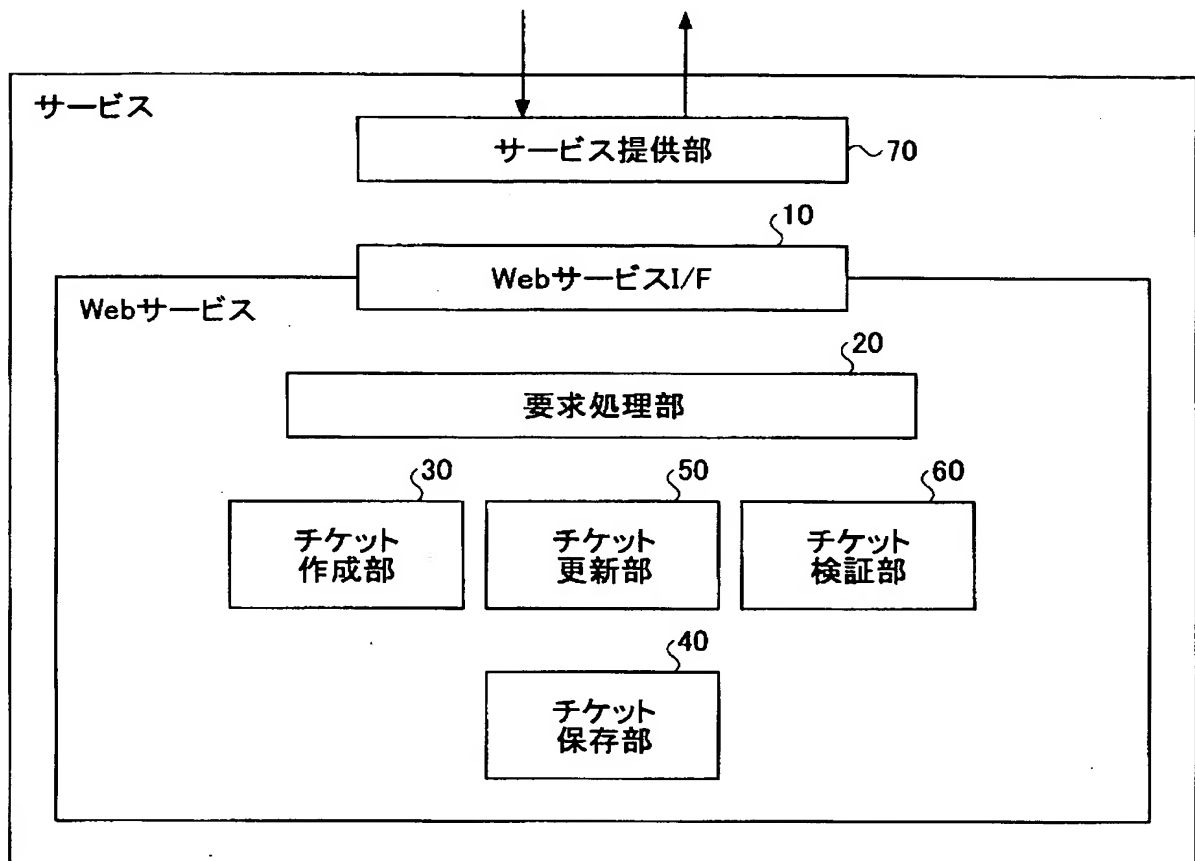 サービス
サービス提供部
70
10
WebサービスI/F
Webサービス
20
要求処理部
30
50
60
チケット
作成部
チケット
更新部
チケット
検証部
40
チケット
保存部